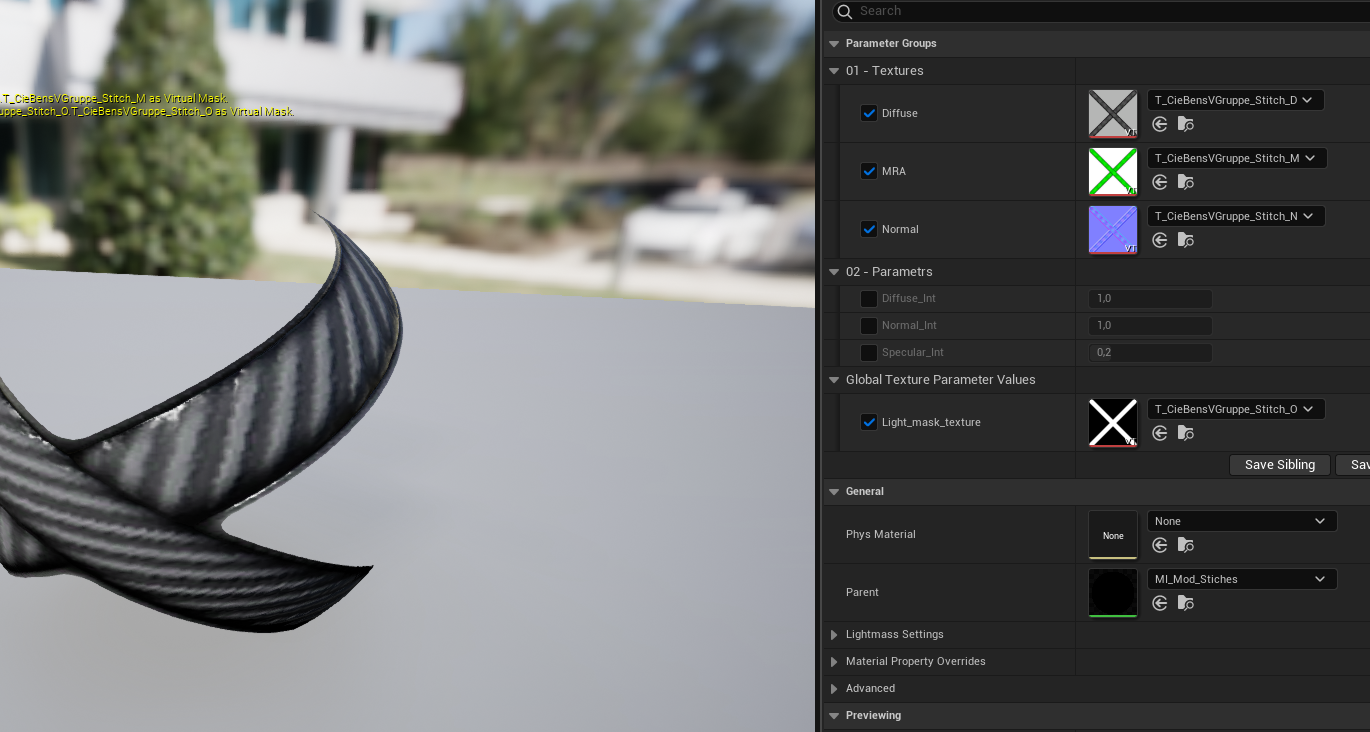 .T_CieBensVGruppe_Stitch_M as Virtual Mask.
uppe_Stitch_O.T_CieBensVGruppe_Stitch_O as Virtual Mask.
Search
Parameter Groups
01 - Textures
Diffuse
VT
T_CieBensVGruppe_Stitch_D
MRA
VT
T_CieBensVGruppe_Stitch_M
Normal
VT
T_CieBensVGruppe_Stitch_N
02 - Parametrs
Diffuse_Int
1,0
Normal_Int
1,0
Specular_Int
0,2
Global Texture Parameter Values
Light_mask_texture
VT
T_CieBensVGruppe_Stitch_O
Save Sibling
Sav
General
Phys Material
None
None
Parent
MI_Mod_Stiches
Lightmass Settings
Material Property Overrides
Advanced
Previewing